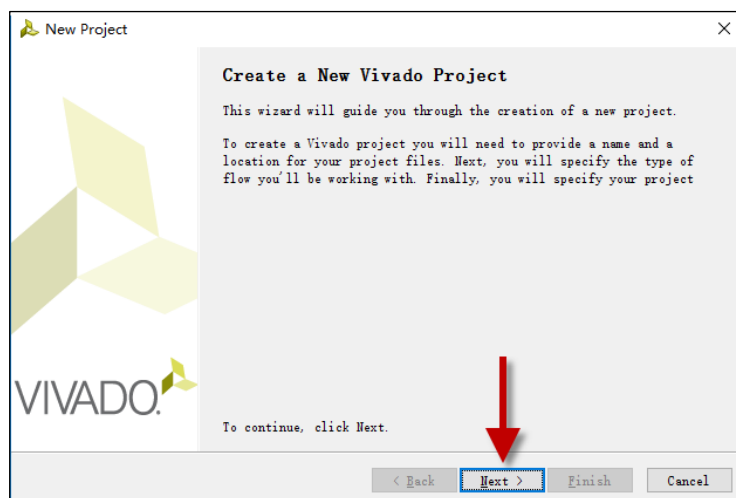 New Project
Create a New Vivado Project
This wizard will guide you through the creation of a new project.
To create a Vivado project you will need to provide a name and a
location for your project files. Next, you will specify the type of
flow you'll be working with. Finally, you will specify your project
VIVADO.
To continue, click Next.
< Back Next > Finish Cancel